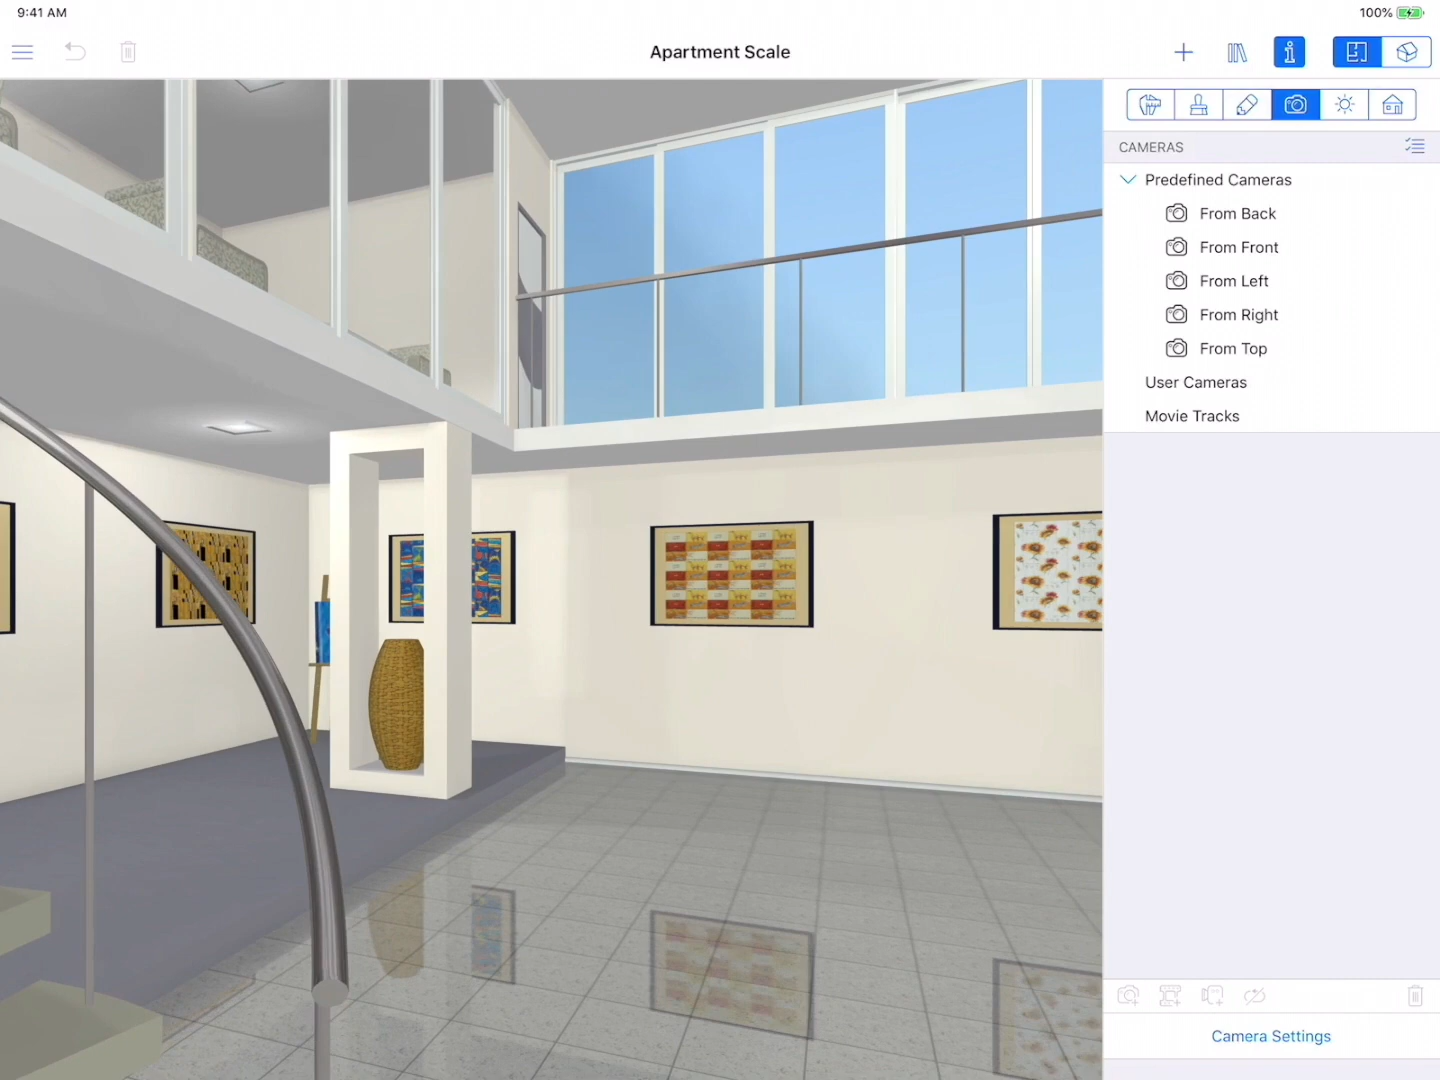 9:41 AM
100%
Apartment Scale
CAMERAS
Predefined Cameras
From Back
From Front
From Left
From Right
From Top
User Cameras
Movie Tracks
Camera Settings